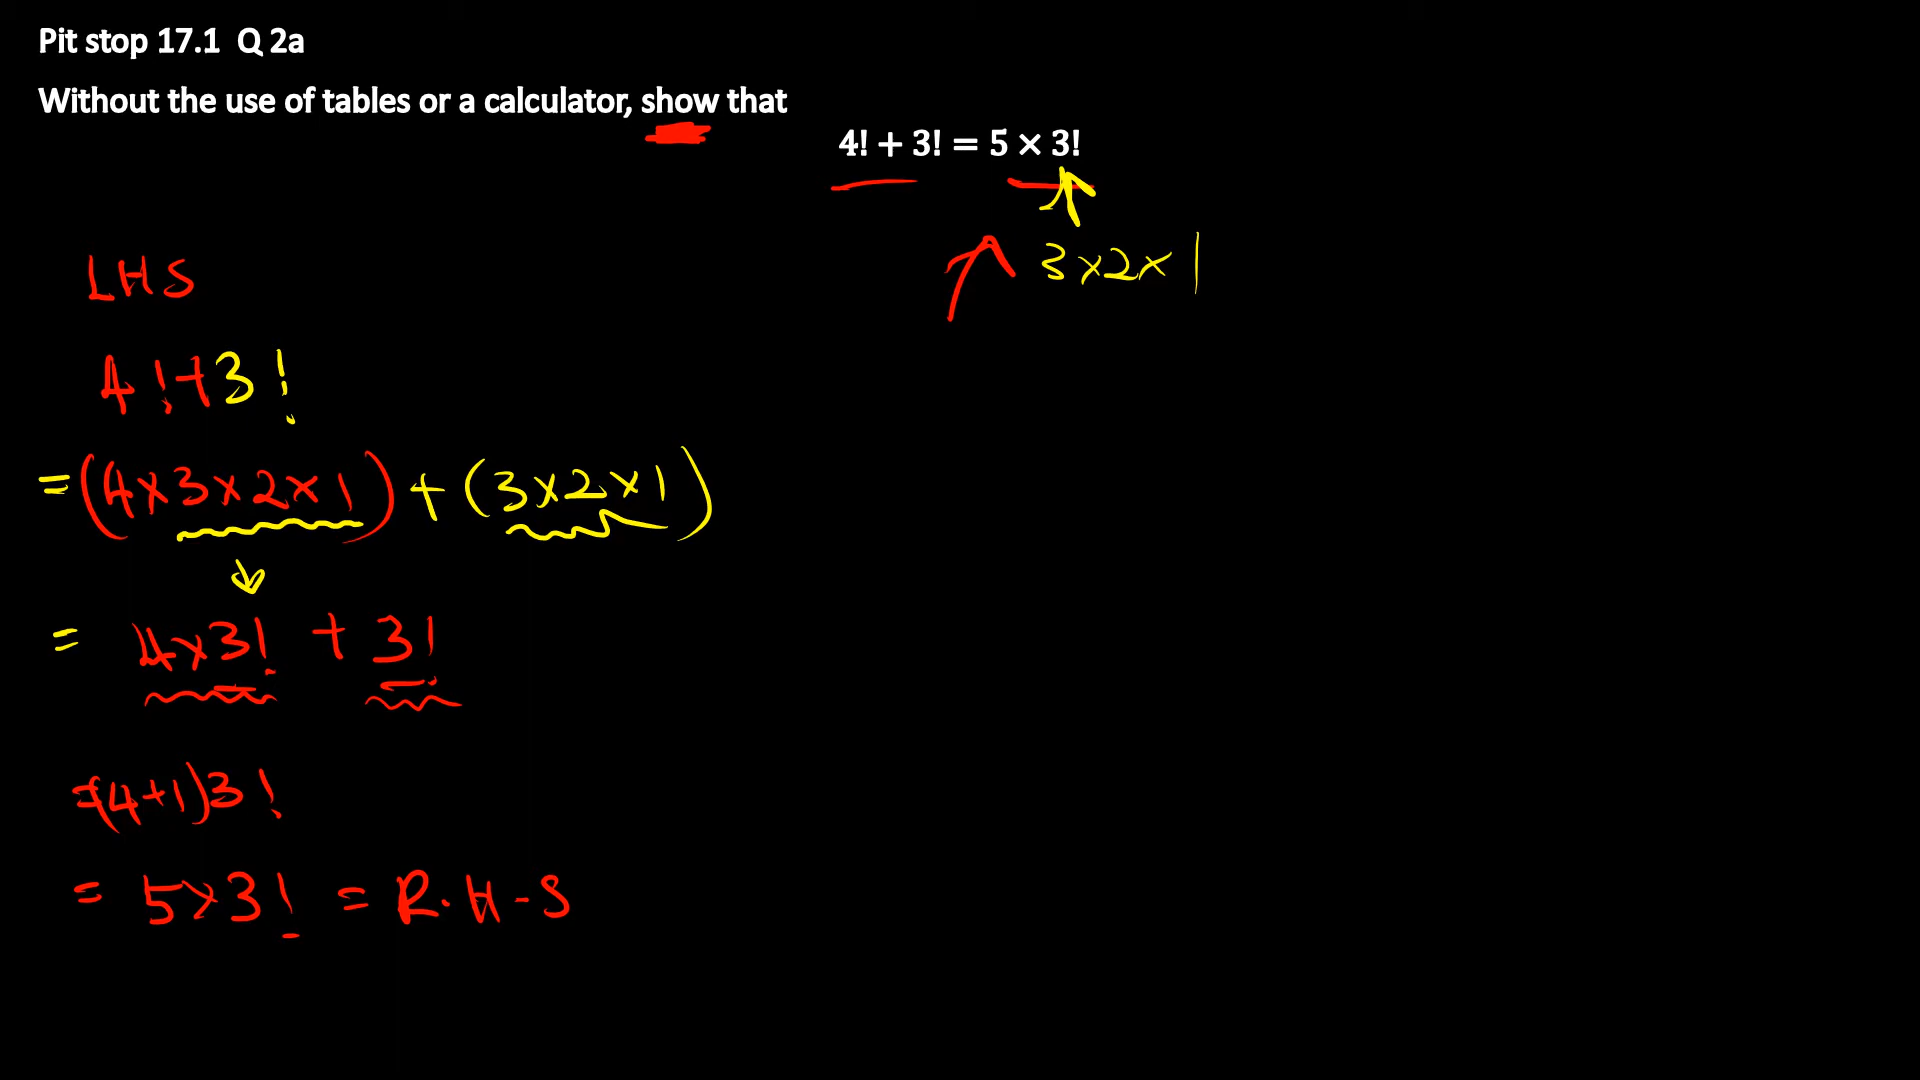 Pit stop 17.1 Q 2a
Without the use of tables or a calculator, show that
4! + 3! = 5 × 3!
3×2×1
LHS
4!+3!
=(4×3×2×1)+(3×2×1)
= 4×3! + 3!
=(4+1)3!
= 5×3! = R.H-S